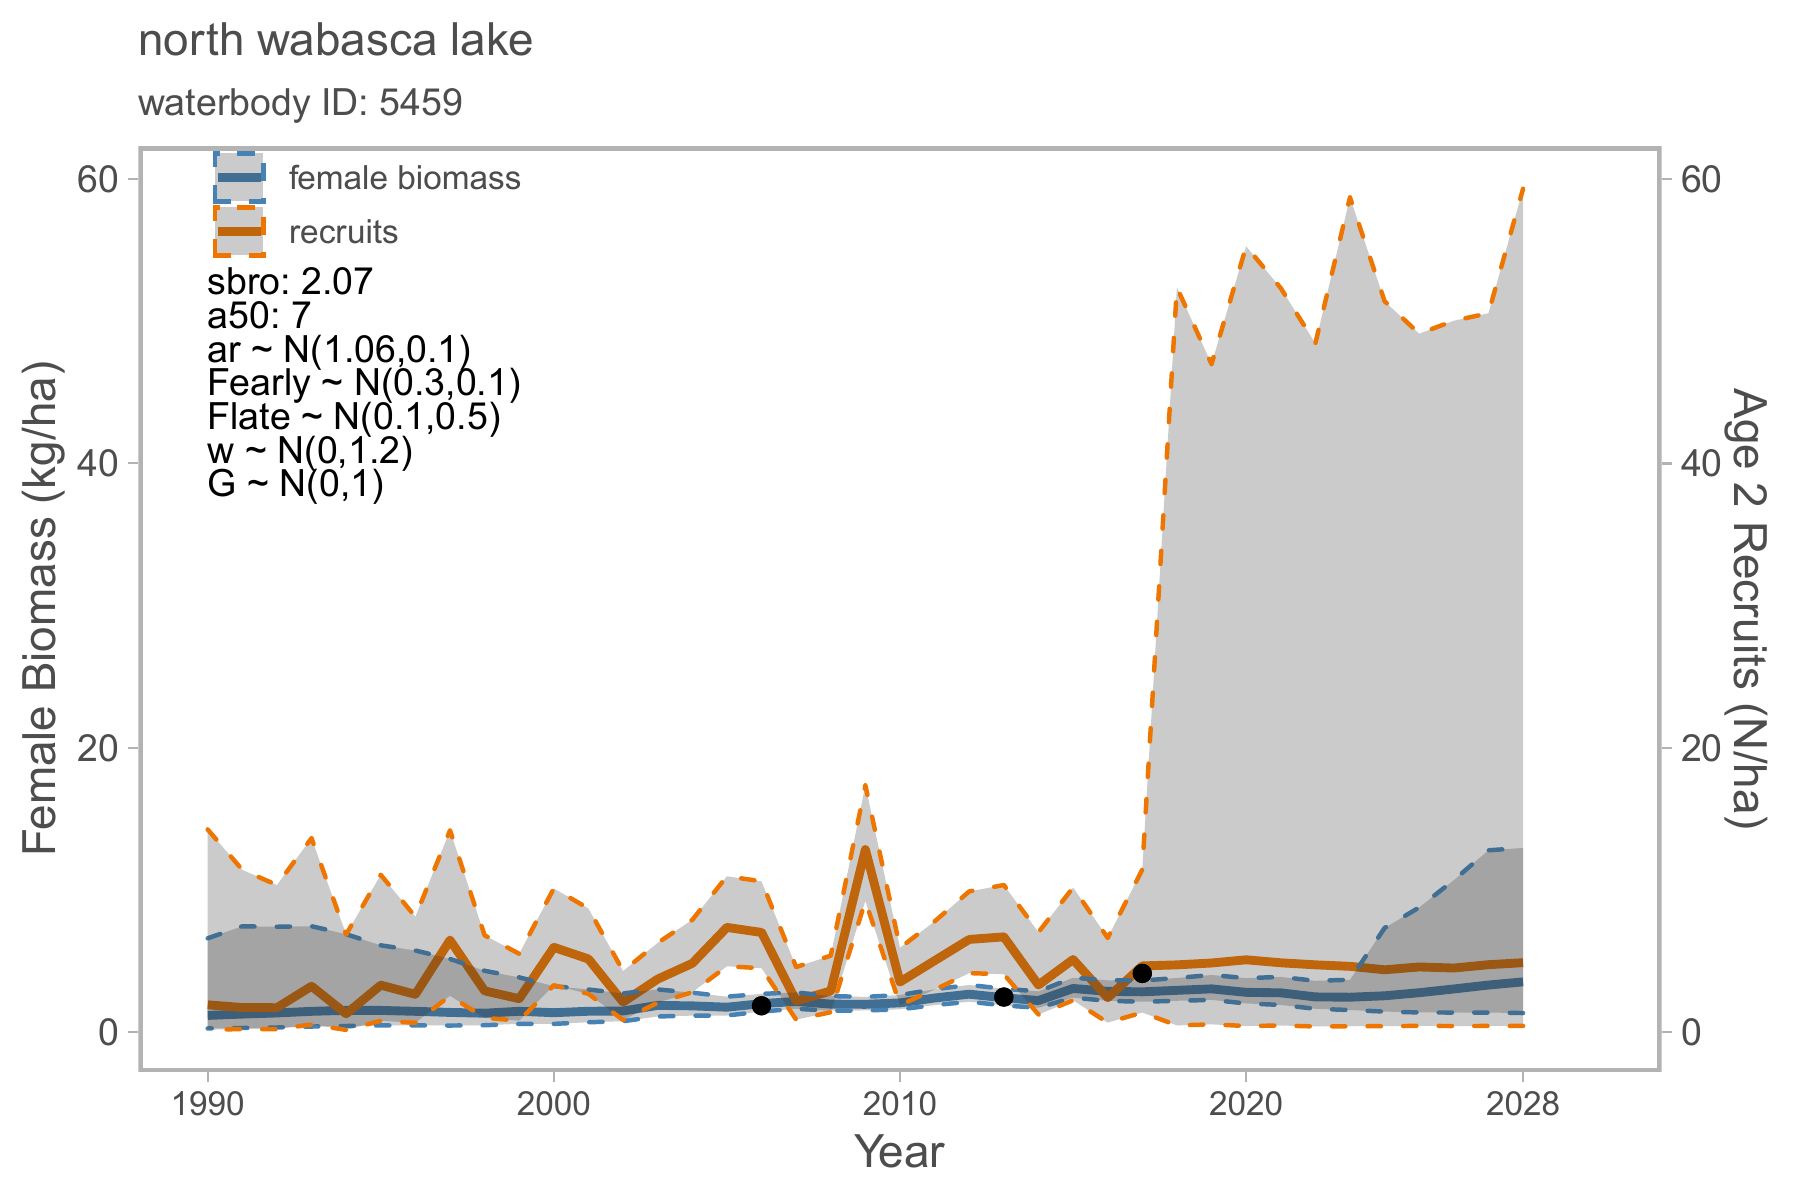 north wabasca lake
waterbody ID: 5459
female biomass
recruits
sbro: 2.07
a50: 7
ar ~ N(1.06,0.1)
Fearly ~ N(0.3,0.1)
Flate ~ N(0.1,0.5)
w ~ N(0,1.2)
G ~ N(0,1)
Female Biomass (kg/ha)
60
40
20
0
60
40
20
0
Age 2 Recruits (N/ha)
1990
2000
2010
2020
2028
Year